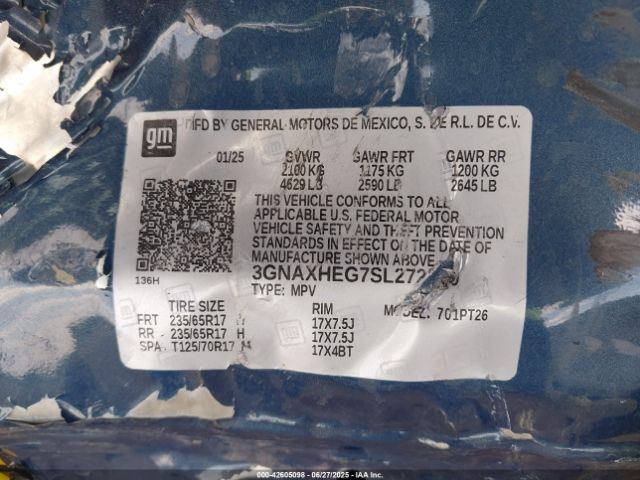 gm MFD BY GENERAL MOTORS DE MEXICO, S. DE R.L. DE C.V.
01/25 GVWR GAWR FRT GAWR RR
2100 KG 1175 KG 1200 KG
4629 LB 2590 LB 2645 LB
THIS VEHICLE CONFORMS TO ALL
APPLICABLE U.S. FEDERAL MOTOR
VEHICLE SAFETY AND THEFT PREVENTION
STANDARDS IN EFFECT ON THE DATE OF
MANUFACTURE SHOWN ABOVE.
136H
TYPE: MPV MODEL: 701PT26
TIRE SIZE RIM
FRT 235/65R17 H 17X7.5J
RR - 235/65R17 H 17X7.5J
SPA T125/70R17 M 17X4BT
000-42605098 - 06/27/2025 - IAA Inc.